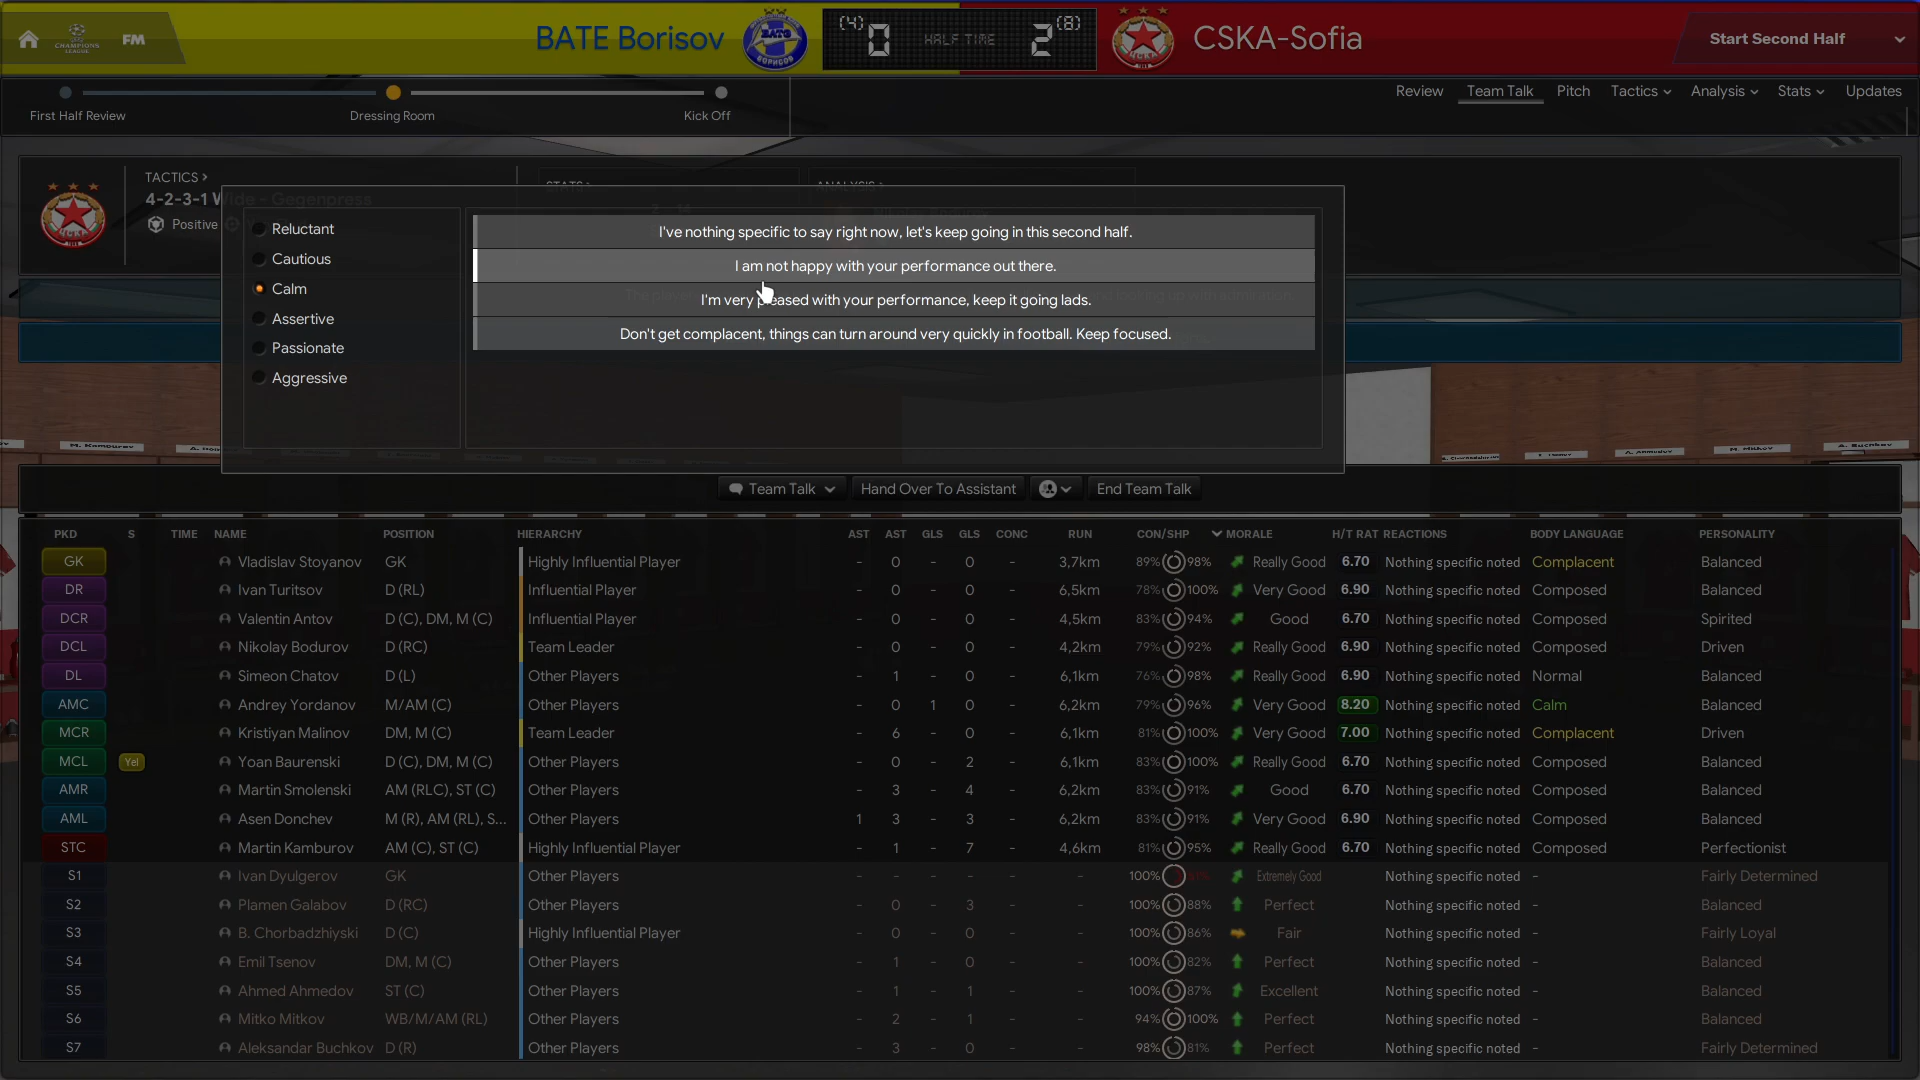 CHAMPIONS
LEAGUE
FM
BATE Borisov
(4) 0 HALF TIME 2 (8)
CSKA-Sofia
Start Second Half
First Half Review
Dressing Room
Kick Off
Review
Team Talk
Pitch
Tactics
Analysis
Stats
Updates
TACTICS >
4-2-3-1 Wide - Gegenpress
Positive
STATS >
ANALYSIS >
Reluctant
Cautious
Calm
Assertive
Passionate
Aggressive
I've nothing specific to say right now, let's keep going in this second half.
I am not happy with your performance out there.
I'm very pleased with your performance, keep it going lads.
Don't get complacent, things can turn around very quickly in football. Keep focused.
Team Talk
Hand Over To Assistant
End Team Talk
PKD S TIME NAME POSITION HIERARCHY AST AST GLS GLS CONC RUN CON/SHP MORALE H/T RAT REACTIONS BODY LANGUAGE PERSONALITY
GK Vladislav Stoyanov GK Highly Influential Player - 0 - 0 - 3,7km 89% 98% Really Good 6.70 Nothing specific noted Complacent Balanced
DR Ivan Turitsov D (RL) Influential Player - 0 - 0 - 6,5km 78% 100% Very Good 6.90 Nothing specific noted Composed Balanced
DCR Valentin Antov D (C), DM, M (C) Influential Player - 0 - 0 - 4,5km 83% 94% Good 6.70 Nothing specific noted Composed Spirited
DCL Nikolay Bodurov D (RC) Team Leader - 0 - 0 - 4,2km 79% 92% Really Good 6.90 Nothing specific noted Composed Driven
DL Simeon Chatov D (L) Other Players - 1 - 0 - 6,1km 76% 98% Really Good 6.90 Nothing specific noted Normal Balanced
AMC Andrey Yordanov M/AM (C) Other Players - 0 1 0 - 6,2km 79% 96% Very Good 8.20 Nothing specific noted Calm Balanced
MCR Kristiyan Malinov DM, M (C) Team Leader - 6 - 0 - 6,1km 81% 100% Very Good 7.00 Nothing specific noted Complacent Driven
MCL Yel Yoan Baurenski D (C), DM, M (C) Other Players - 0 - 2 - 6,1km 83% 100% Really Good 6.70 Nothing specific noted Composed Balanced
AMR Martin Smolenski AM (RLC), ST (C) Other Players - 3 - 4 - 6,2km 83% 91% Good 6.70 Nothing specific noted Composed Balanced
AML Asen Donchev M (R), AM (RL), S... Other Players 1 3 - 3 - 6,2km 83% 91% Very Good 6.90 Nothing specific noted Composed Balanced
STC Martin Kamburov AM (C), ST (C) Highly Influential Player - 1 - 7 - 4,6km 81% 95% Really Good 6.70 Nothing specific noted Composed Perfectionist
S1 Ivan Dyulgerov GK Other Players - - - - - - 100% Extremely Good Nothing specific noted - Fairly Determined
S2 Plamen Galabov D (RC) Other Players - 0 - 3 - - 100% 88% Perfect Nothing specific noted - Balanced
S3 B. Chorbadzhiyski D (C) Highly Influential Player - 0 - 0 - - 100% 86% Fair Nothing specific noted - Fairly Loyal
S4 Emil Tsenov DM, M (C) Other Players - 1 - 0 - - 100% 82% Perfect Nothing specific noted - Balanced
S5 Ahmed Ahmedov ST (C) Other Players - 1 - 1 - - 100% 87% Excellent Nothing specific noted - Balanced
S6 Mitko Mitkov WB/M/AM (RL) Other Players - 2 - 1 - - 94% 100% Perfect Nothing specific noted - Balanced
S7 Aleksandar Buchkov D (R) Other Players - 3 - 0 - - 98% 81% Perfect Nothing specific noted - Fairly Determined